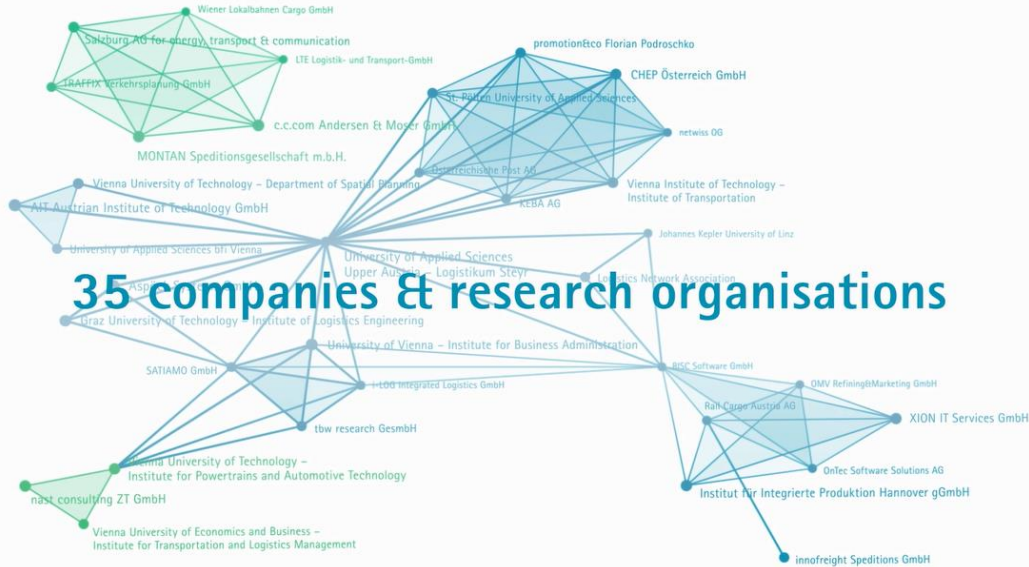 Wiener Lokalbahnen Cargo GmbH
Salzburg AG for energy, transport & communication
LTE Logistik- und Transport-GmbH
TRAFFIX Verkehrsplanung GmbH
c.c.com Andersen & Moser GmbH
MONTAN Speditionsgesellschaft m.b.H.
promotion&co Florian Podroschko
CHEP Österreich GmbH
St. Pölten University of Applied Sciences
netwiss OG
Österreichische Post AG
KEBA AG
Vienna Institute of Technology –
Institute of Transportation
Vienna University of Technology – Department of Spatial Planning
AIT Austrian Institute of Technology GmbH
University of Applied Sciences bfi Vienna
University of Applied Sciences
Upper Austria – Logistikum Steyr
Johannes Kepler University of Linz
Logistics Network Association
35 companies & research organisations
Graz University of Technology – Institute of Logistics Engineering
University of Vienna – Institute for Business Administration
SATIAMO GmbH
i-LOG Integrated Logistics GmbH
tbw research GesmbH
RISC Software GmbH
OMV Refining&Marketing GmbH
Rail Cargo Austria AG
XION IT Services GmbH
OnTec Software Solutions AG
Institut für Integrierte Produktion Hannover gGmbH
innofreight Speditions GmbH
Vienna University of Technology –
Institute for Powertrains and Automotive Technology
nast consulting ZT GmbH
Vienna University of Economics and Business –
Institute for Transportation and Logistics Management